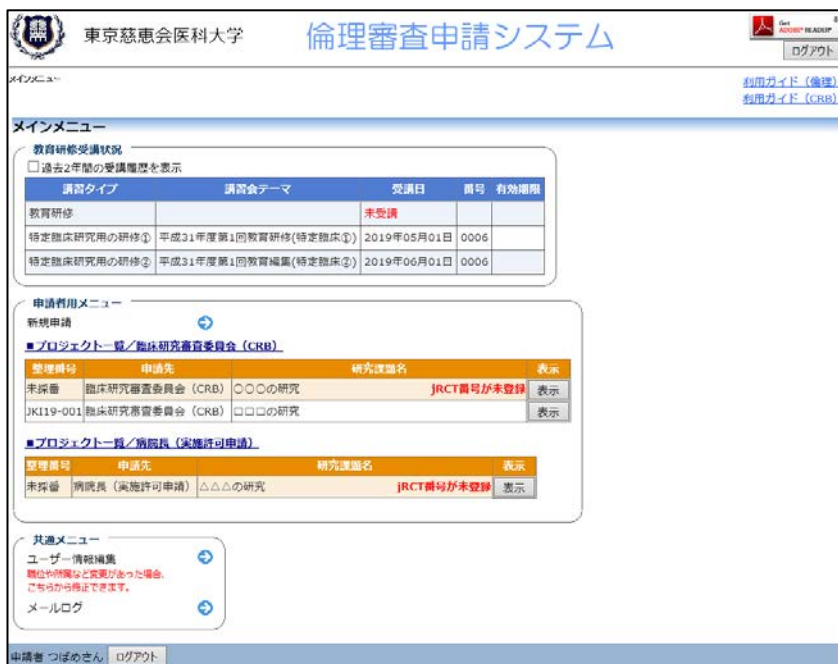 東京慈恵会医科大学
倫理審査申請システム
Get ADOBE® READER®
ログアウト
メインメニュー
利用ガイド（倫理）
利用ガイド（CRB）
メインメニュー
教育研修受講状況
過去2年間の受講履歴を表示
講習タイプ 講習会テーマ 受講日 番号 有効期限
教育研修 未受講
特定臨床研究用の研修① 平成31年度第1回教育研修(特定臨床①) 2019年05月01日 0006
特定臨床研究用の研修② 平成31年度第1回教育編集(特定臨床②) 2019年06月01日 0006
申請者用メニュー
新規申請
■プロジェクト一覧／臨床研究審査委員会（CRB）
整理番号 申請先 研究課題名 表示
未採番 臨床研究審査委員会（CRB） 〇〇〇の研究 jRCT番号が未登録 表示
JKI19-001 臨床研究審査委員会（CRB） □□□の研究 表示
■プロジェクト一覧／病院長（実施許可申請）
整理番号 申請先 研究課題名 表示
未採番 病院長（実施許可申請） △△△の研究 jRCT番号が未登録 表示
共通メニュー
ユーザー情報編集
職位や所属など変更があった場合、
こちらから修正できます。
メールログ
申請者 つばめさん ログアウト